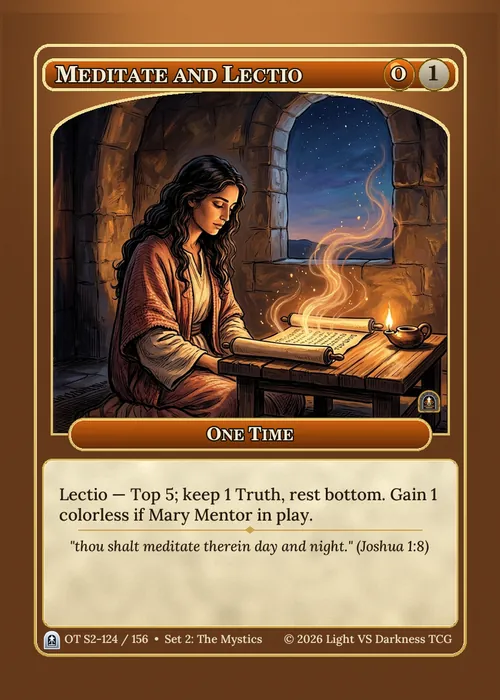 Meditate and Lectio O 1
One Time
Lectio — Top 5; keep 1 Truth, rest bottom. Gain 1
colorless if Mary Mentor in play.
"thou shalt meditate therein day and night." (Joshua 1:8)
OT S2-124 / 156 • Set 2: The Mystics © 2026 Light VS Darkness TCG